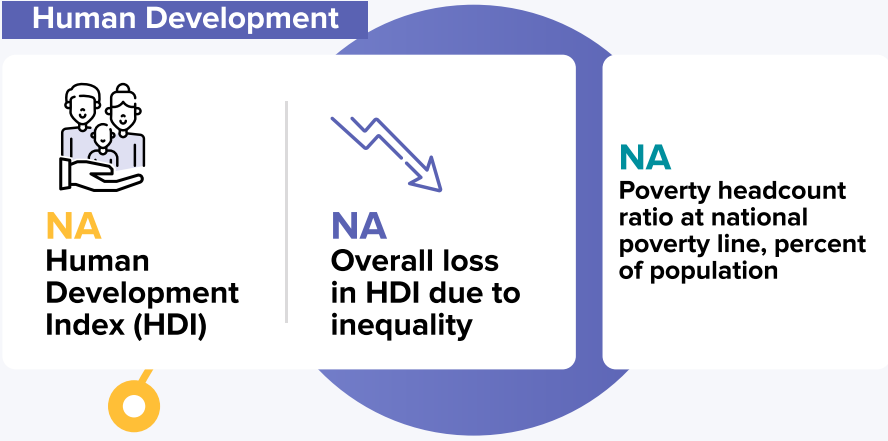 Human Development
NA
Human
Development
Index (HDI)
NA
Overall loss
in HDI due to
inequality
NA
Poverty headcount
ratio at national
poverty line, percent
of population